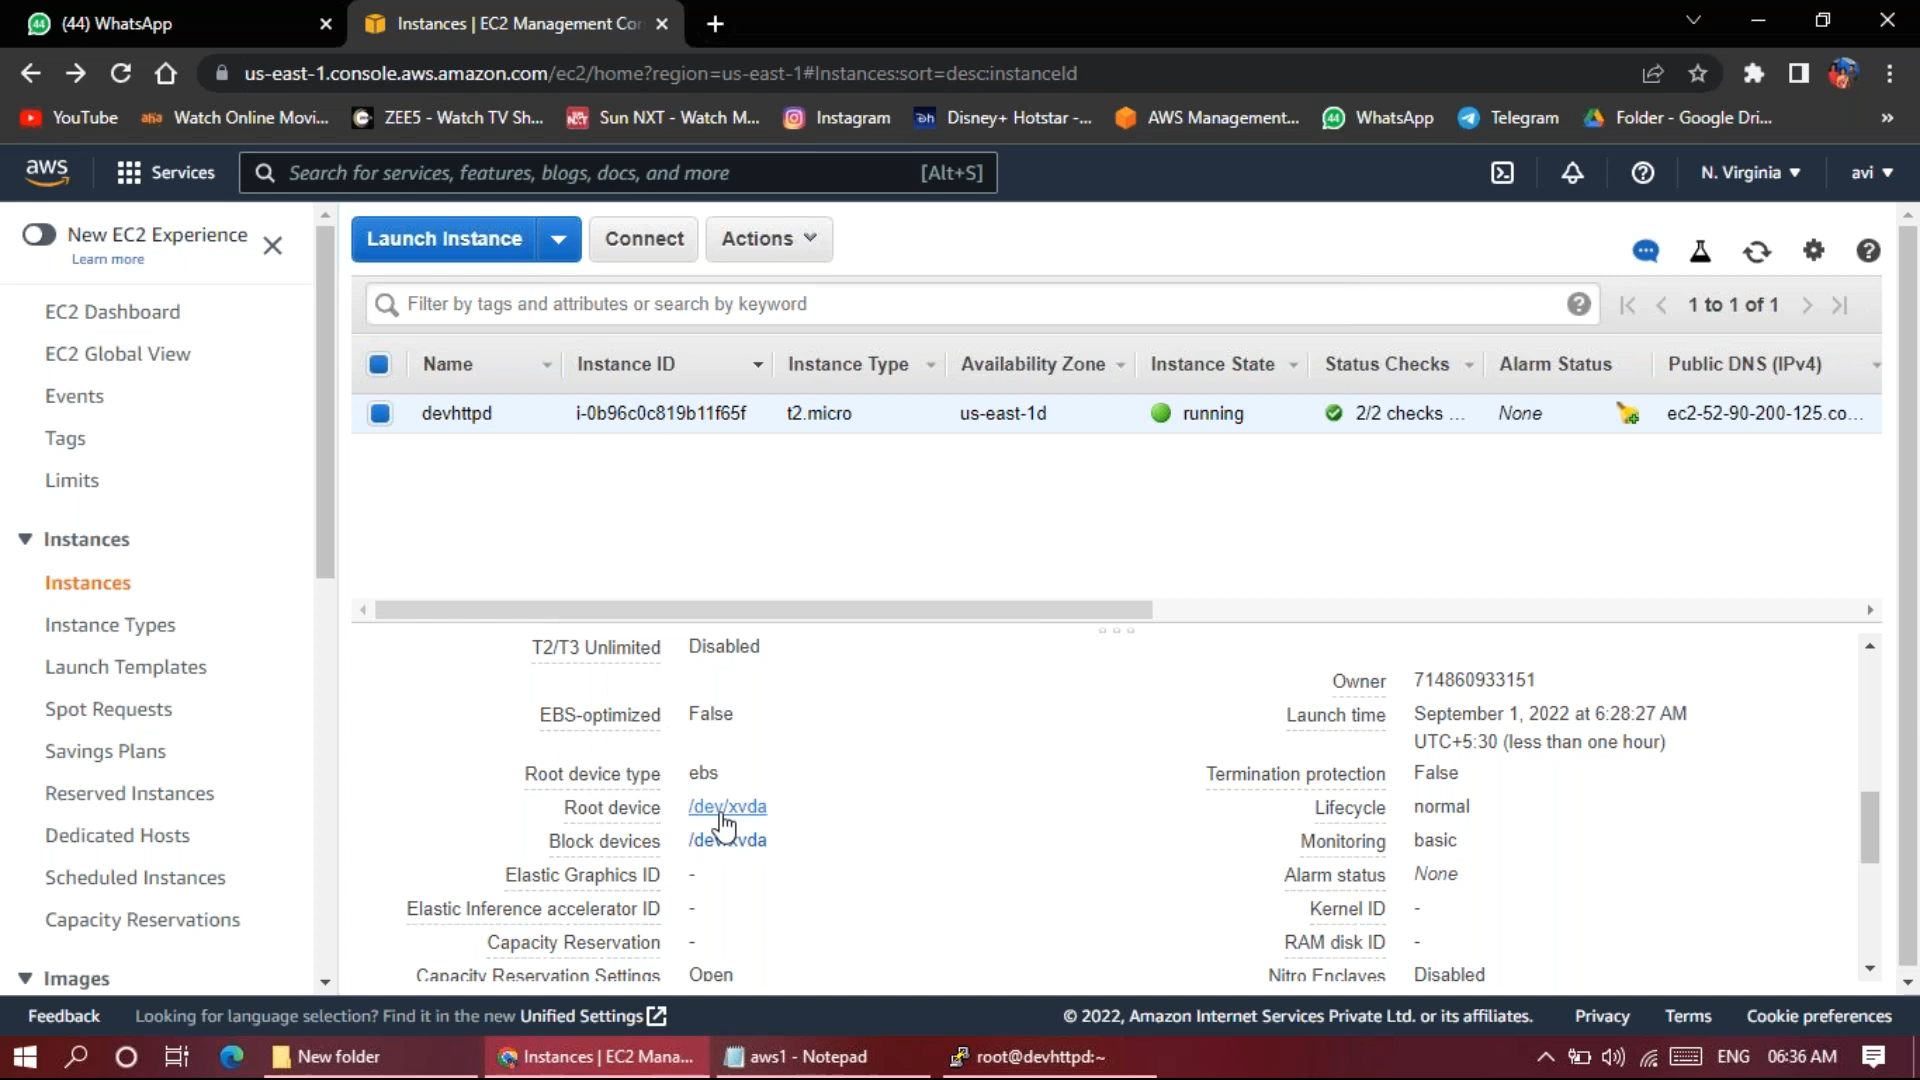 (44) WhatsApp
Instances | EC2 Management Con
us-east-1.console.aws.amazon.com/ec2/home?region=us-east-1#Instances:sort=desc:instanceId
YouTube
aha Watch Online Movi...
ZEE5 - Watch TV Sh...
Sun NXT - Watch M...
Instagram
Disney+ Hotstar -...
AWS Management...
WhatsApp
Telegram
Folder - Google Dri...
aws
Services
Search for services, features, blogs, docs, and more [Alt+S]
N. Virginia
avi
New EC2 Experience
Learn more
EC2 Dashboard
EC2 Global View
Events
Tags
Limits
Instances
Instances
Instance Types
Launch Templates
Spot Requests
Savings Plans
Reserved Instances
Dedicated Hosts
Scheduled Instances
Capacity Reservations
Images
Launch Instance
Connect
Actions
Filter by tags and attributes or search by keyword
1 to 1 of 1
Name Instance ID Instance Type Availability Zone Instance State Status Checks Alarm Status Public DNS (IPv4)
devhttpd i-0b96c0c819b11f65f t2.micro us-east-1d running 2/2 checks ... None ec2-52-90-200-125.co...
T2/T3 Unlimited Disabled
Owner 714860933151
EBS-optimized False
Launch time September 1, 2022 at 6:28:27 AM
UTC+5:30 (less than one hour)
Root device type ebs
Termination protection False
Root device /dev/xvda
Lifecycle normal
Block devices /dev/xvda
Monitoring basic
Elastic Graphics ID -
Alarm status None
Elastic Inference accelerator ID -
Kernel ID -
Capacity Reservation -
RAM disk ID -
Capacity Reservation Settings Open
Nitro Enclaves Disabled
Feedback
Looking for language selection? Find it in the new Unified Settings
© 2022, Amazon Internet Services Private Ltd. or its affiliates.
Privacy
Terms
Cookie preferences
New folder
Instances | EC2 Mana...
aws1 - Notepad
root@devhttpd:~
ENG
06:36 AM